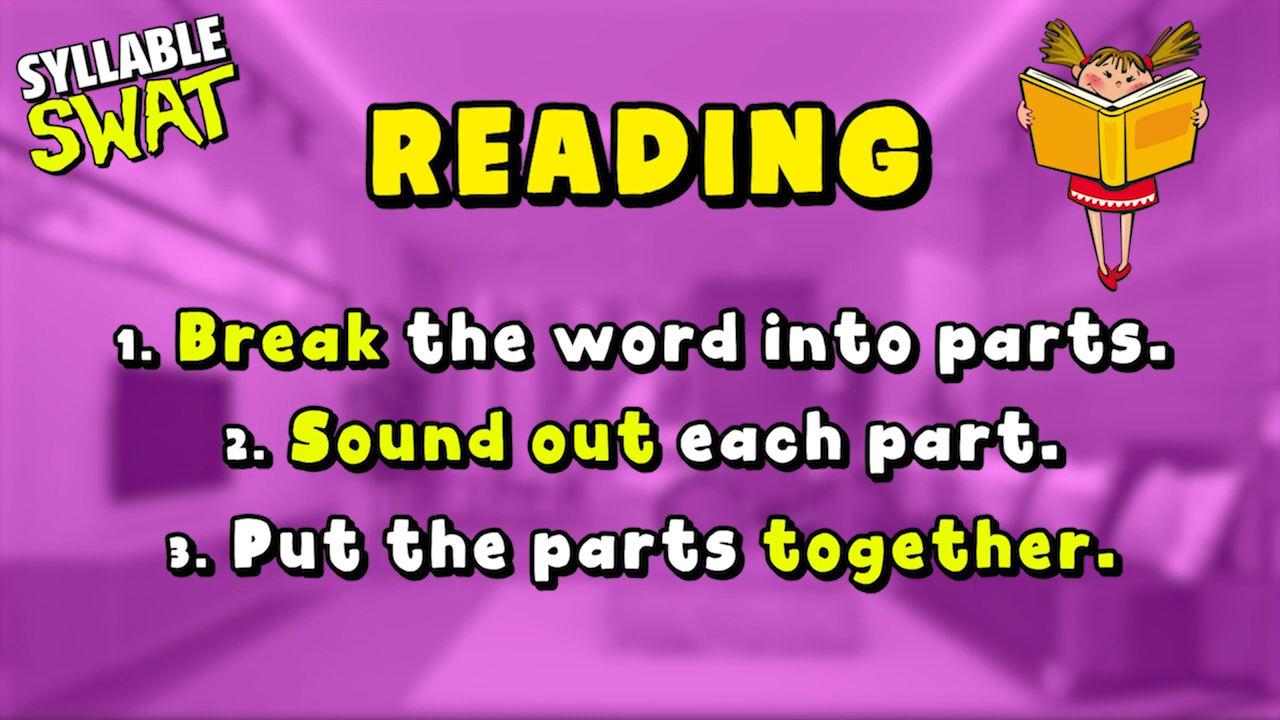 SYLLABLE
SWAT
READING
1. Break the word into parts.
2. Sound out each part.
3. Put the parts together.